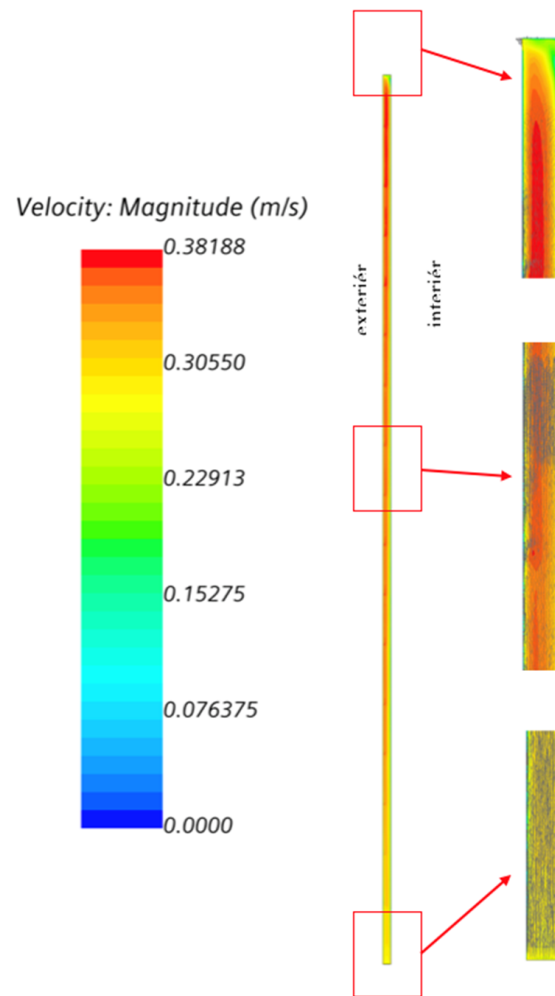 Velocity: Magnitude (m/s)
0.38188
0.30550
0.22913
0.15275
0.076375
0.0000
exteriér
interiér